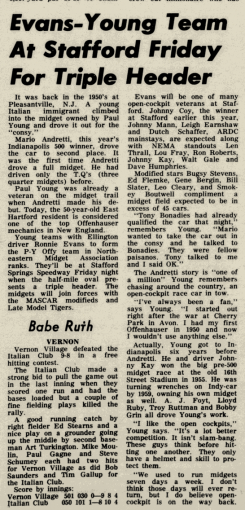 Evans-Young Team
At Stafford Friday
For Triple Header
It was back in the 1950's at
Pleasantville, N.J. A young
Italian immigrant climbed
into the midget owned by Paul
Young and drove it out for the
"consy."
Mario Andretti, this year's
Indianapolis 500 winner, drove
the car to second place. It
was the first time Andretti
drove a full midget. He had
driven only the T.Q's (three
quarter midgets) before.
Paul Young was already a
veteran on the midget trail
when Andretti made his de-
but. Today, the 50-year-old East
Hartford resident is considered
one of the top Offenhauser
mechanics in New England.
Young teams with Ellington
driver Ronnie Evans to form
the P-Y Offy team in North-
eastern Midget Association
ranks. They'll be at Stafford
Springs Speedway Friday night
when the half-mile oval pre-
sents a triple header. The
midgets will join forces with
the MASCAR modifieds and
Late Model Tigers.
Babe Ruth
VERNON
Vernon Village defeated the
Italian Club 9-8 in a free
hitting contest.
The Italian Club made a
strong bid to pull the game out
in the last inning when they
scored one run and had the
bases loaded but a couple of
fine fielding plays killed the
rally.
A good running catch by
right fielder Ed Stearns and a
nice play on a grounder going
up the middle by second base-
man Art Turkington. Mike Mou-
lin, Paul Gagne and Steve
Schutey each had two hits
for Vernon Village as did Bob
Saunders and Tim Gallup for
the Italian Club.
Score by innings:
Vernon Village 501 030 0—9 8 4
Italian Club 050 101 1—8 10 4
Evans will be one of many
open-cockpit veterans at Staf-
ford. Johnny Coy, the winner
at Stafford earlier this year,
Johnny Mann, Leigh Earnshaw
and Dutch Schaffer, ARDC
mainstays, are expected along
with NEMA standouts Len
Thrall, Lou Fray, Ron Roberts,
Johnny Kay, Walt Gale and
Dave Humphries.
Modified stars Bugsy Stevens,
Ed Flemke, Gene Bergin, Bill
Slater, Leo Cleary, and Smok-
ey Boutwell compliment a
midget field expected to be in
excess of 45 cars.
"Tony Bonadies had already
qualified the car that night,"
remembers Young. "Mario
wanted to take the car out in
the consy and he talked to
Bonadies. They were fellow
paisanos. Tony talked to me
and I said OK."
The Andretti story is "one of
a million" Young remembers
chasing around the country, an
open-cockpit race car in tow.
"I've always been a fan,"
says Young. "I started out
right after the war at Cherry
Park in Avon. I had my first
Offenhauser in 1950 and now
I wouldn't use anything else."
Actually, Young got to In-
dianapolis six years before
Andretti. He and driver John-
ny Kay won the big pre-500
midget race at the old 16th
Street Stadium in 1953. He was
turning wrenches on Indy-car
by 1959, owning his own midget
as well. A. J. Foyt, Lloyd
Ruby, Troy Ruttman and Bobby
Grim all drove Young's work.
"I like the open cockpits,"
Young says. "It's a lot better
competition. It isn't slam-bang.
These guys think before hit-
ting one another. They only
have a helmet and skill to pro-
tect them.
"We used to run midgets
seven days a week. I don't
think those days will ever re-
turn, but I do believe open-
cockpit is on the way back.